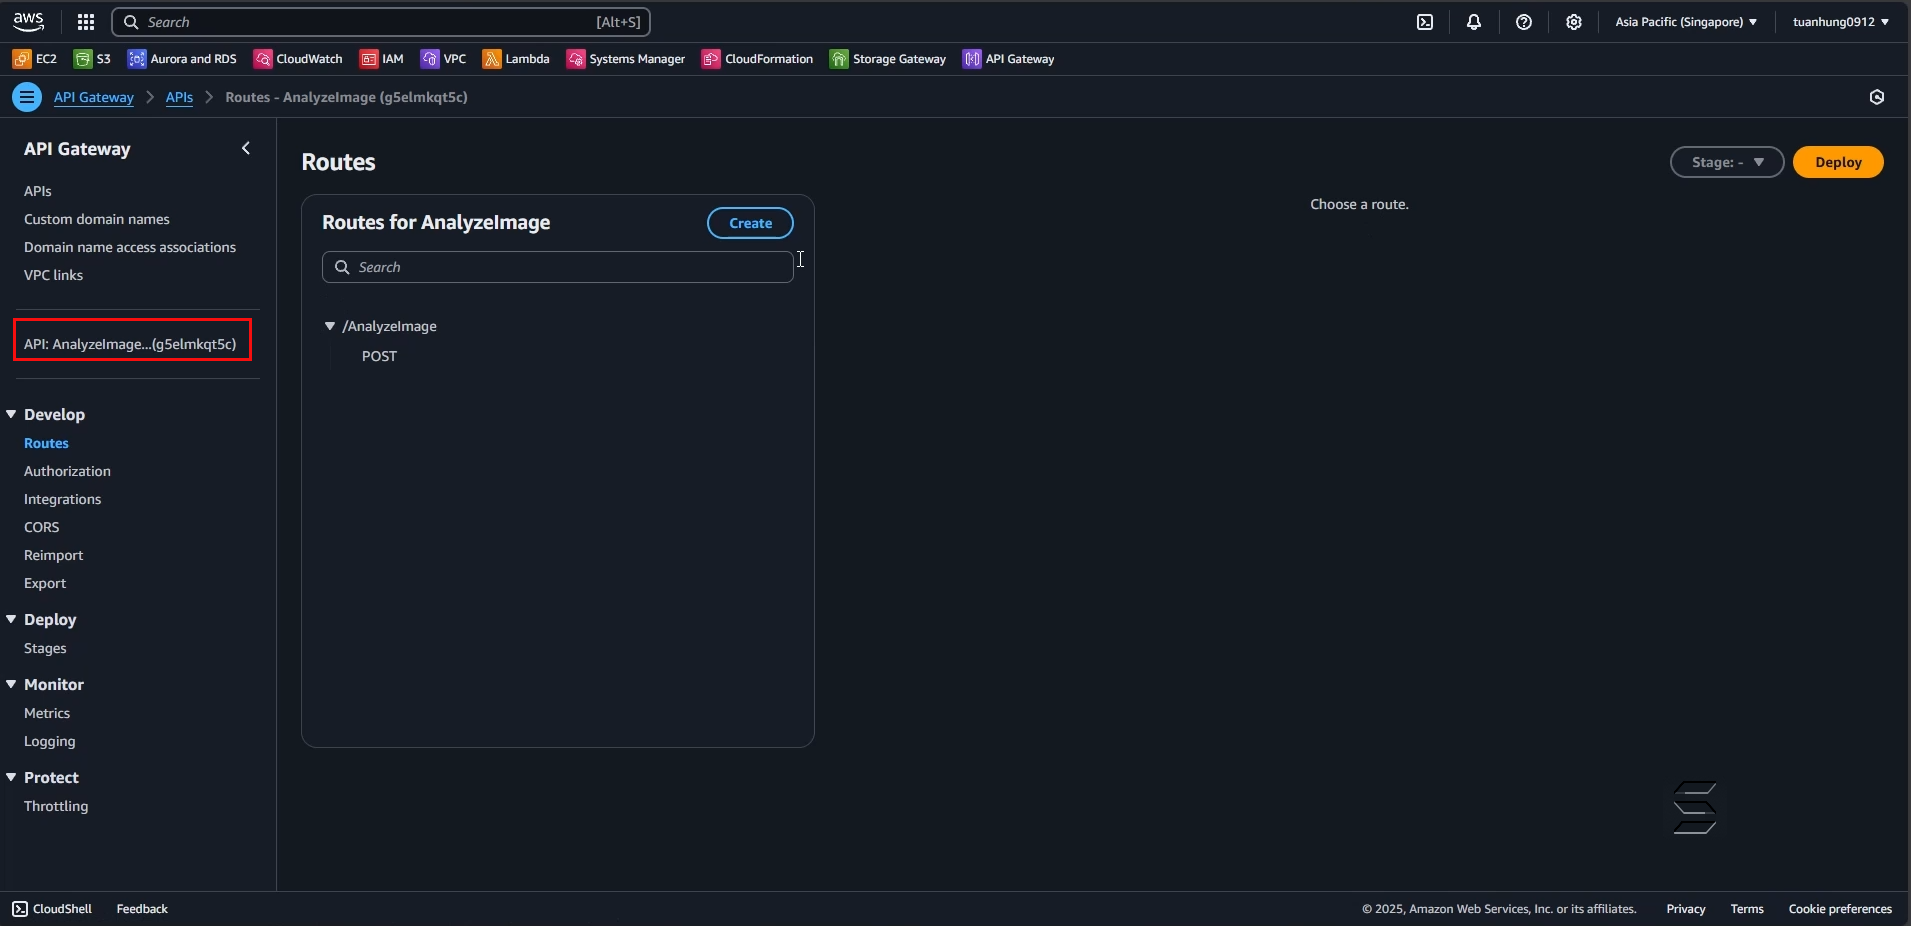 aws Search [Alt+S] Asia Pacific (Singapore) tuanhung0912
EC2 S3 Aurora and RDS CloudWatch IAM VPC Lambda Systems Manager CloudFormation Storage Gateway API Gateway
API Gateway APIs Routes - AnalyzeImage (g5elmkqt5c)
API Gateway
APIs
Custom domain names
Domain name access associations
VPC links
API: AnalyzeImage...(g5elmkqt5c)
Develop
Routes
Authorization
Integrations
CORS
Reimport
Export
Deploy
Stages
Monitor
Metrics
Logging
Protect
Throttling
Routes
Stage: -
Deploy
Routes for AnalyzeImage
Create
Search
/AnalyzeImage
POST
Choose a route.
CloudShell Feedback © 2025, Amazon Web Services, Inc. or its affiliates. Privacy Terms Cookie preferences